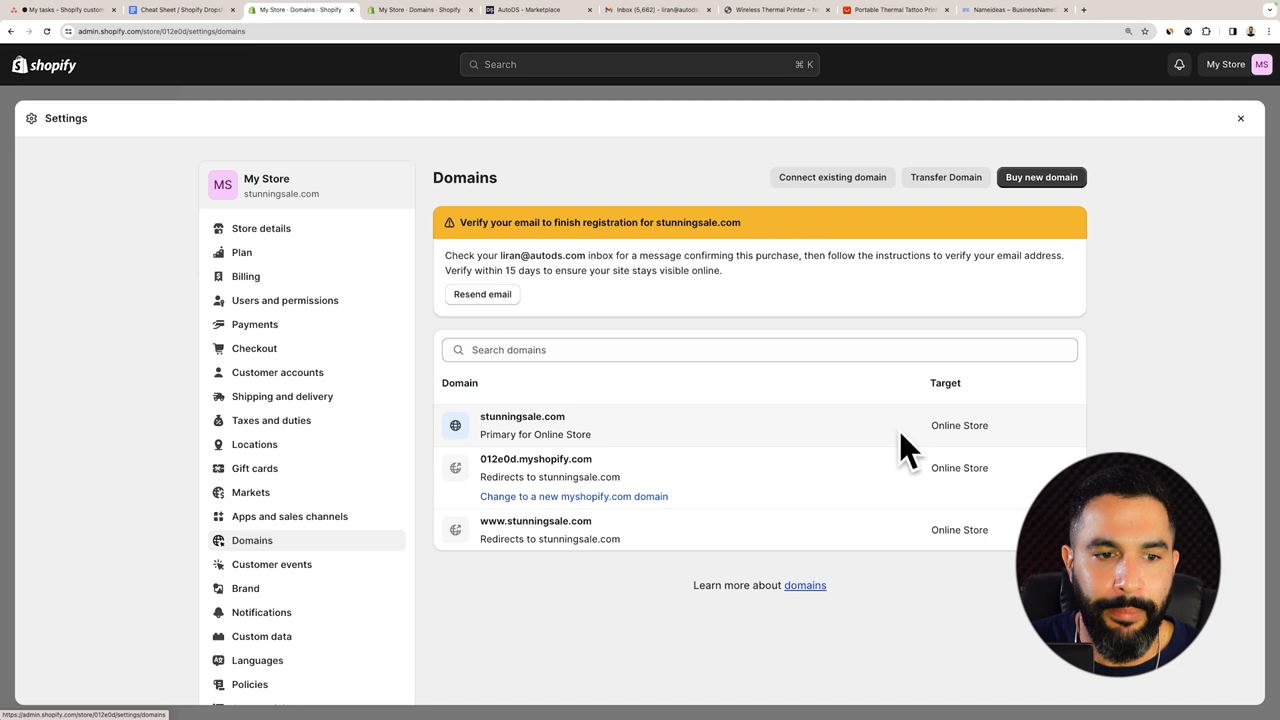 My tasks – Shopify custom
Cheat Sheet / Shopify Dropsh
My Store · Domains · Shopify
My Store · Domains · Shopify
AutoDS - Marketplace
Inbox (5,662) - liran@autods.
Wireless Thermal Printer – N
Portable Thermal Tattoo Prin
Nameideas – BusinessName
admin.shopify.com/store/012e0d/settings/domains
shopify
Search
⌘ K
My Store
MS
Settings
MS
My Store
stunningsale.com
Store details
Plan
Billing
Users and permissions
Payments
Checkout
Customer accounts
Shipping and delivery
Taxes and duties
Locations
Gift cards
Markets
Apps and sales channels
Domains
Customer events
Brand
Notifications
Custom data
Languages
Policies
Domains
Connect existing domain
Transfer Domain
Buy new domain
Verify your email to finish registration for stunningsale.com
Check your liran@autods.com inbox for a message confirming this purchase, then follow the instructions to verify your email address.
Verify within 15 days to ensure your site stays visible online.
Resend email
Search domains
Domain
Target
stunningsale.com
Primary for Online Store
Online Store
012e0d.myshopify.com
Redirects to stunningsale.com
Change to a new myshopify.com domain
Online Store
www.stunningsale.com
Redirects to stunningsale.com
Online Store
Learn more about domains
https://admin.shopify.com/store/012e0d/settings/domains